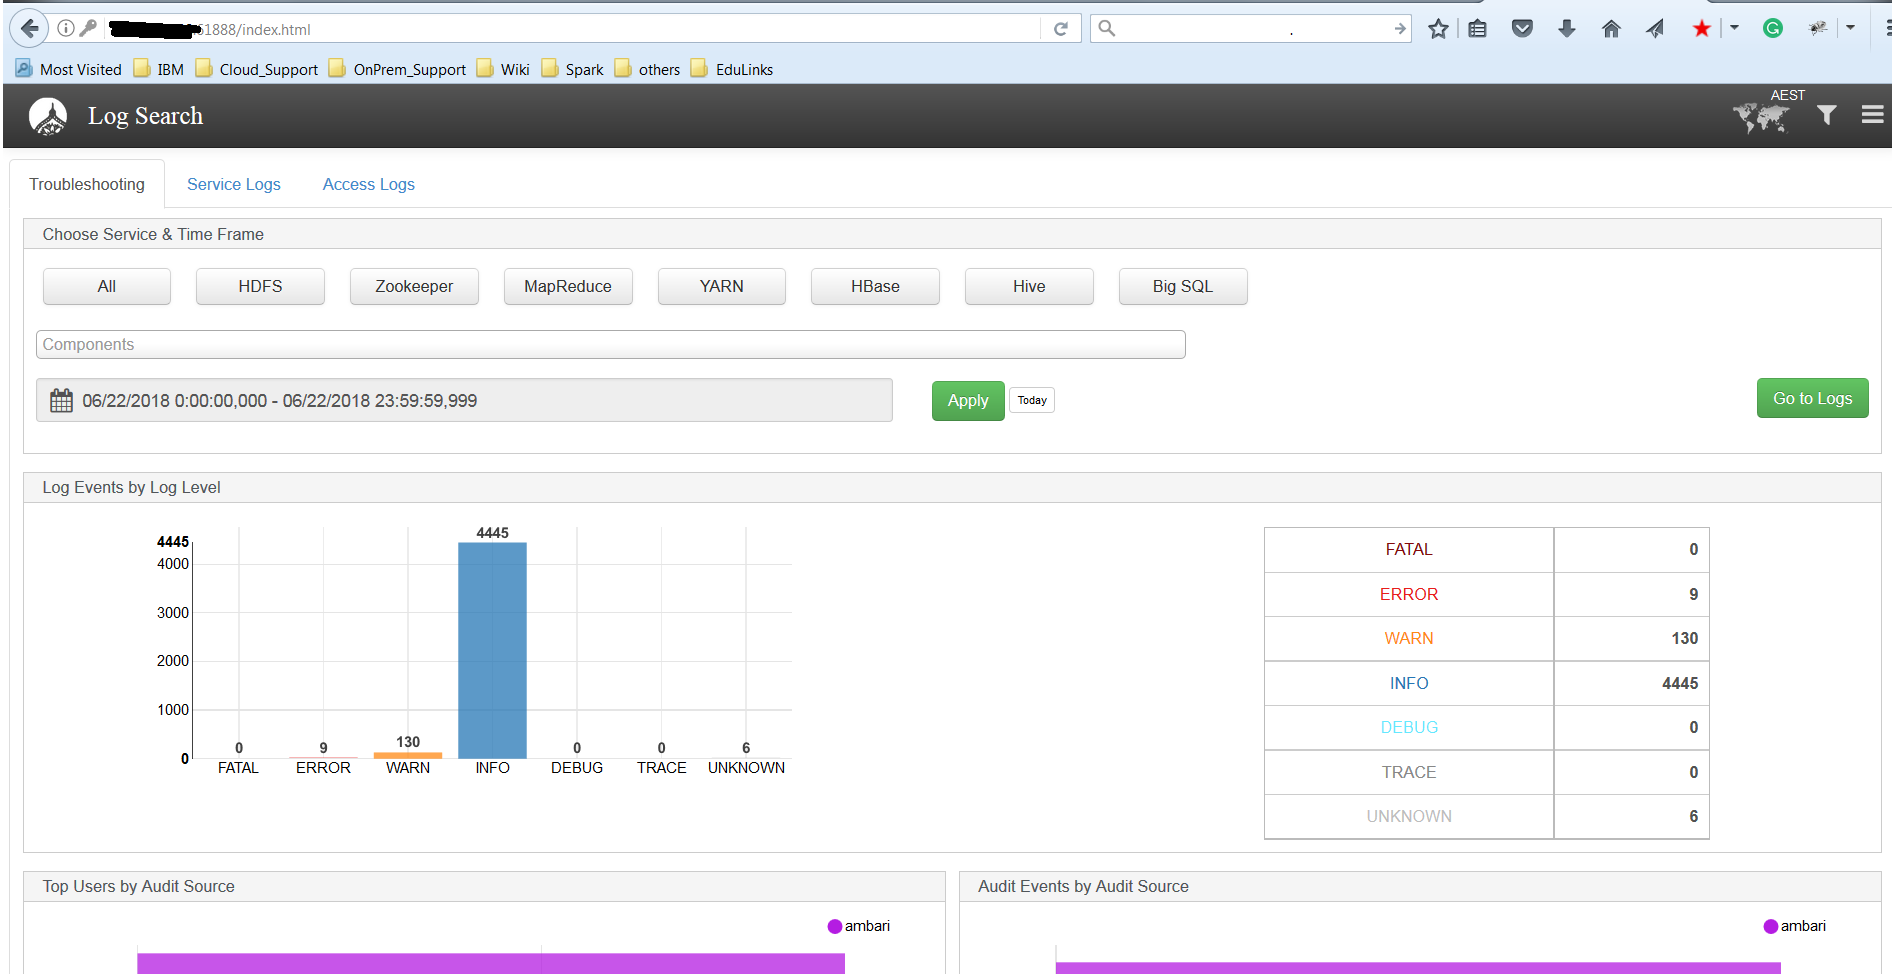 61888/index.html
.
Most Visited IBM Cloud_Support OnPrem_Support Wiki Spark others EduLinks
Log Search
AEST
Troubleshooting Service Logs Access Logs
Choose Service & Time Frame
All HDFS Zookeeper MapReduce YARN HBase Hive Big SQL
Components
06/22/2018 0:00:00,000 - 06/22/2018 23:59:59,999
Apply Today Go to Logs
Log Events by Log Level
4445
4445
4000
3000
2000
1000
0
0 9 130 0 0 6
FATAL ERROR WARN INFO DEBUG TRACE UNKNOWN
FATAL 0
ERROR 9
WARN 130
INFO 4445
DEBUG 0
TRACE 0
UNKNOWN 6
Top Users by Audit Source
ambari
Audit Events by Audit Source
ambari